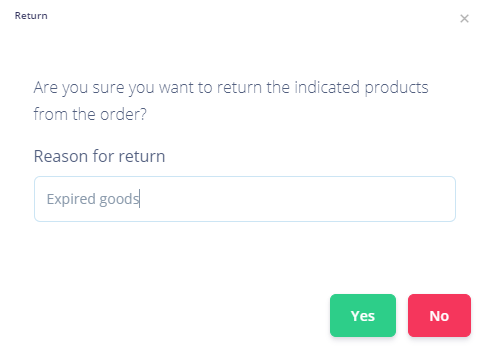 Return
×
Are you sure you want to return the indicated products
from the order?
Reason for return
Expired goods
Yes No